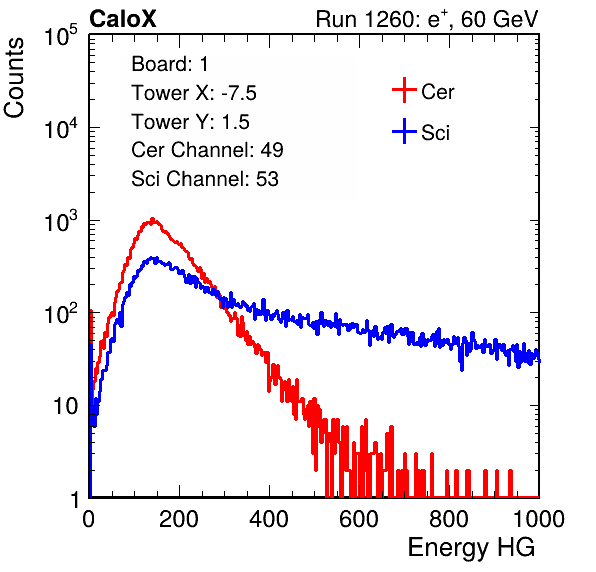 CaloX Run 1260: e⁺, 60 GeV
Counts
10⁵
10⁴
10³
10²
10
1
Board: 1
Tower X: -7.5
Tower Y: 1.5
Cer Channel: 49
Sci Channel: 53
Cer
Sci
0 200 400 600 800 1000
Energy HG